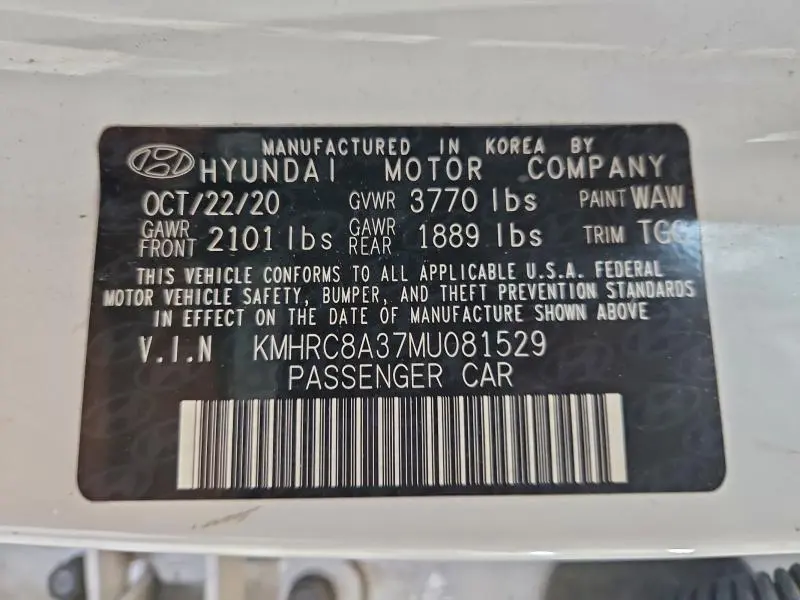 MANUFACTURED IN KOREA BY
HYUNDAI MOTOR COMPANY
OCT/22/20 GVWR 3770 lbs PAINT WAW
GAWR FRONT 2101 lbs GAWR REAR 1889 lbs TRIM TGG
THIS VEHICLE CONFORMS TO ALL APPLICABLE U.S.A. FEDERAL
MOTOR VEHICLE SAFETY, BUMPER, AND THEFT PREVENTION STANDARDS
IN EFFECT ON THE DATE OF MANUFACTURE SHOWN ABOVE
V.I.N KMHRC8A37MU081529
PASSENGER CAR